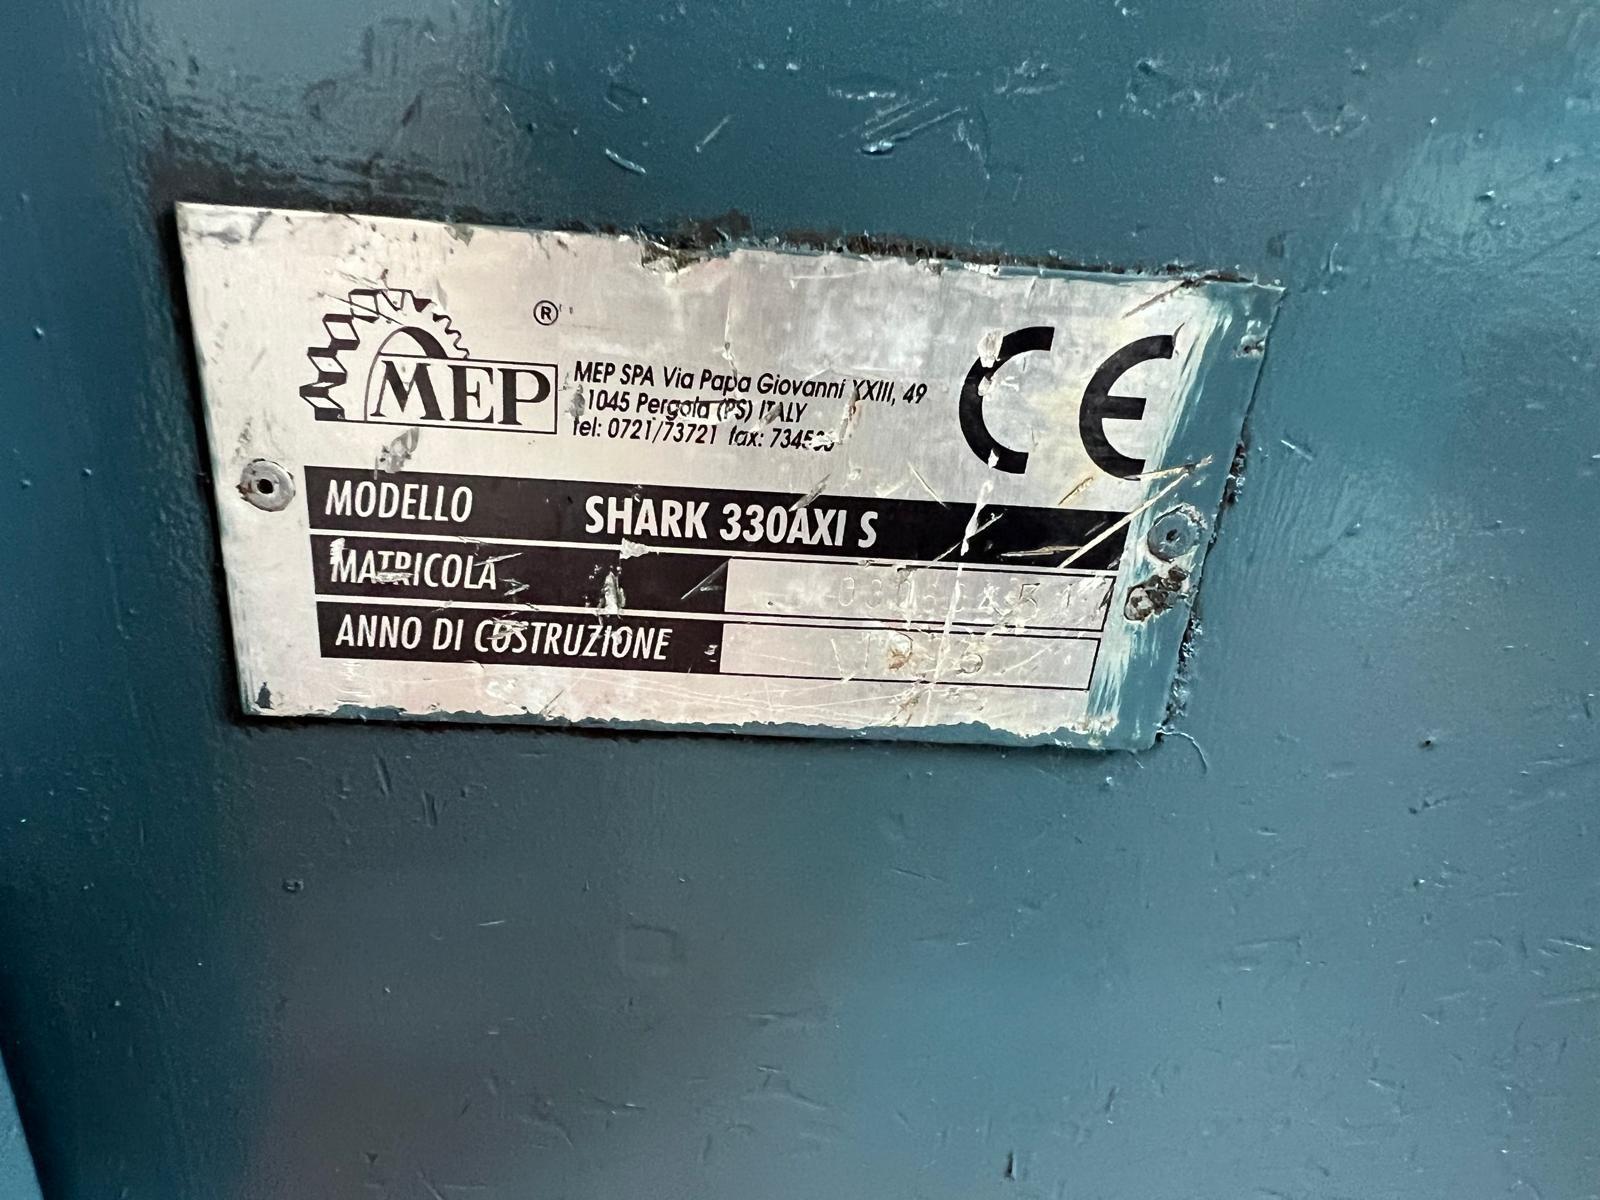 ®
MEP
MEP SPA Via Papa Giovanni XXIII, 49
1045 Pergola (PS) ITALY
Tel: 0721/73721 fax:
CE
MODELLO SHARK 330AXI S
MATRICOLA
ANNO DI COSTRUZIONE